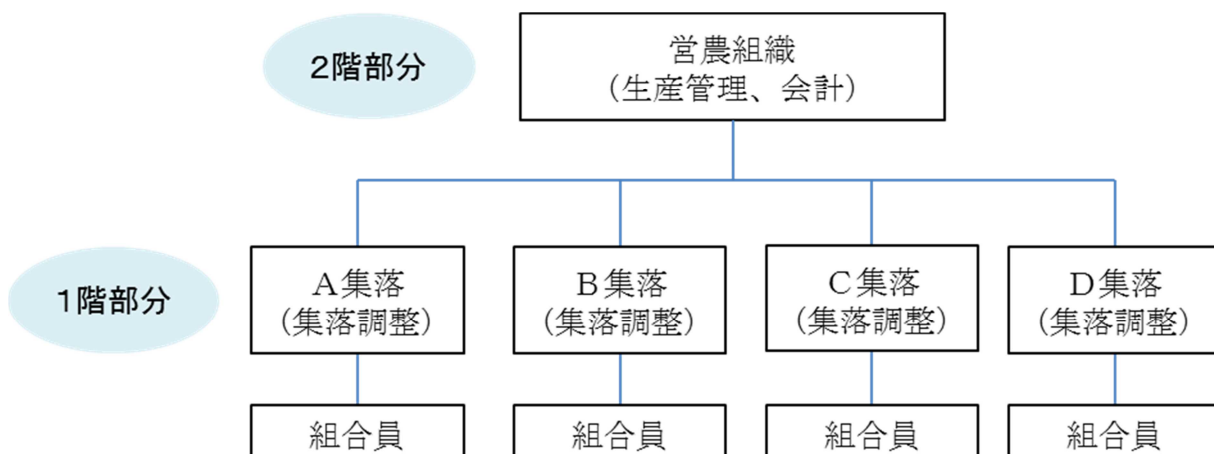 2階部分
営農組織
(生産管理、会計)
1階部分
A集落
(集落調整)
B集落
(集落調整)
C集落
(集落調整)
D集落
(集落調整)
組合員
組合員
組合員
組合員